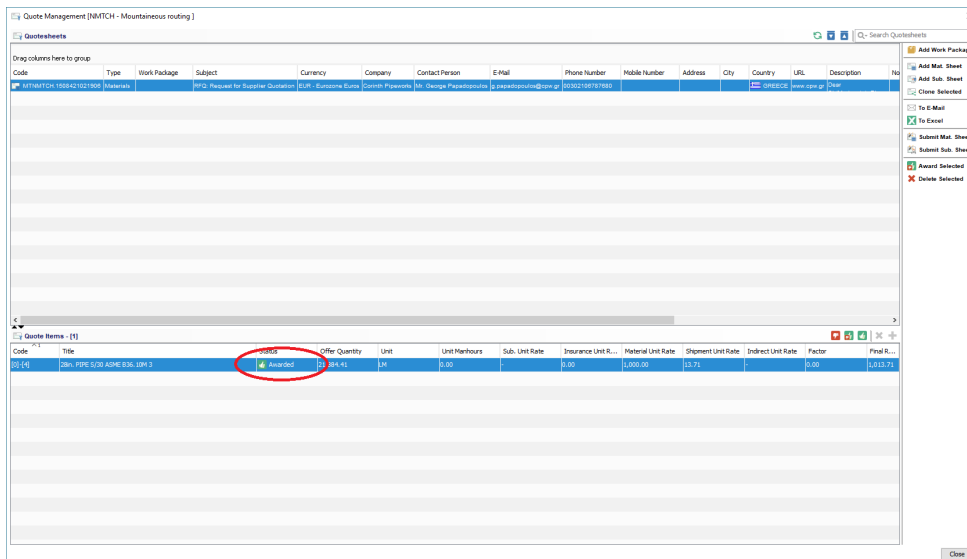 Quote Management [NMTCH - Mountaineous routing ]
Quotesheets
Search Quotesheets
Drag columns here to group
Code Type Work Package Subject Currency Company Contact Person E-Mail Phone Number Mobile Number Address City Country URL Description No
MTNMTCH.1508421021906 Materials RFQ: Request for Supplier Quotation EUR - Eurozone Euros Corinth Pipeworks Mr. George Papadopoulos g.papadopoulos@cpw.gr 00302106787680 GREECE www.cpw.gr Dear
Add Work Packag
Add Mat. Sheet
Add Sub. Sheet
Clone Selected
To E-Mail
To Excel
Submit Mat. Shee
Submit Sub. Shee
Award Selected
Delete Selected
Quote Items - [1]
Code Title Status Offer Quantity Unit Unit Manhours Sub. Unit Rate Insurance Unit R... Material Unit Rate Shipment Unit Rate Indirect Unit Rate Factor Final R...
[0]-[4] 28in. PIPE S/30 ASME B36.10M 3 Awarded LM 0.00 - 0.00 1,000.00 13.71 - 0.00 1,013.71
Close